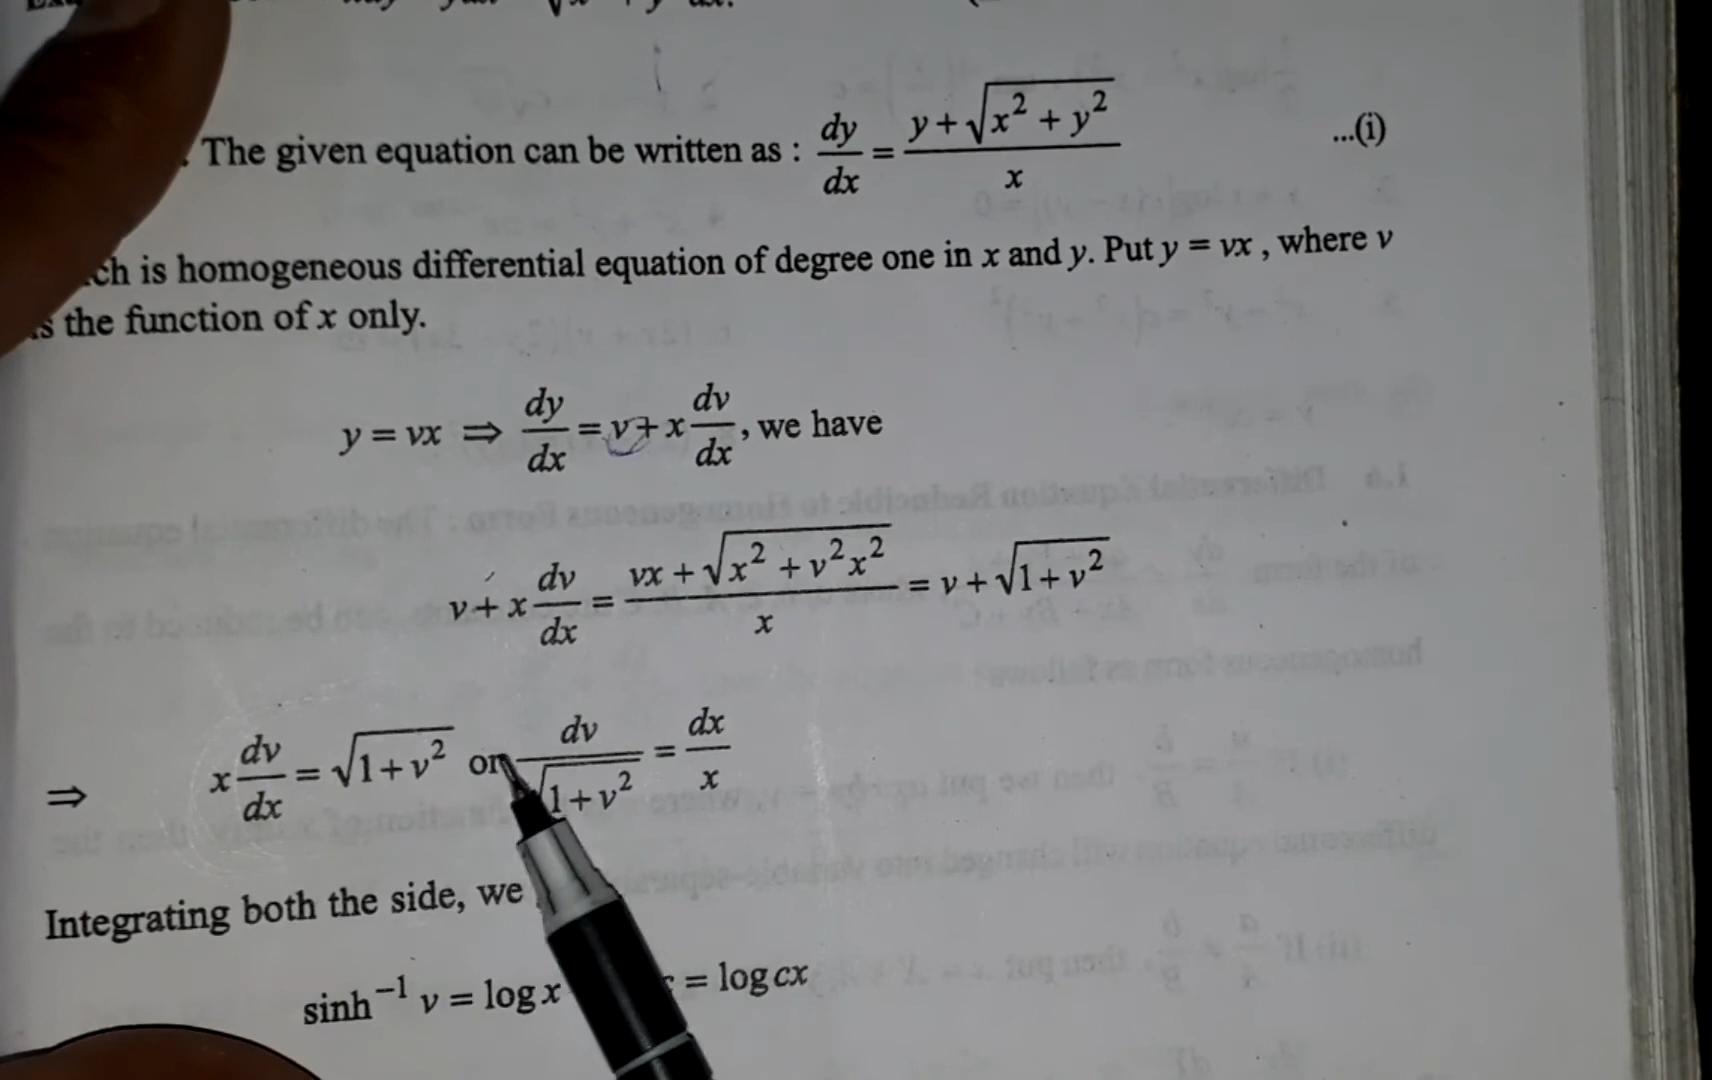 The given equation can be written as : dy/dx = (y + √(x² + y²))/x ...(i)
is homogeneous differential equation of degree one in x and y. Put y = vx , where v
the function of x only.
y = vx ⇒ dy/dx = v + x dv/dx , we have
v + x dv/dx = (vx + √(x² + v²x²))/x = v + √(1 + v²)
⇒ x dv/dx = √(1 + v²) or dv/√(1 + v²) = dx/x
Integrating both the side, we
sinh⁻¹ v = log x = log cx